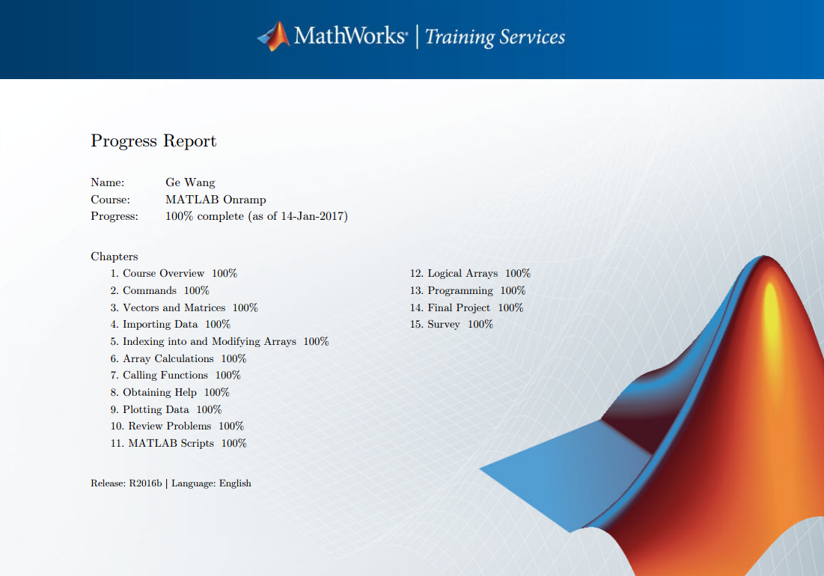 MathWorks® | Training Services
Progress Report
Name: Ge Wang
Course: MATLAB Onramp
Progress: 100% complete (as of 14-Jan-2017)
Chapters
1. Course Overview 100%
2. Commands 100%
3. Vectors and Matrices 100%
4. Importing Data 100%
5. Indexing into and Modifying Arrays 100%
6. Array Calculations 100%
7. Calling Functions 100%
8. Obtaining Help 100%
9. Plotting Data 100%
10. Review Problems 100%
11. MATLAB Scripts 100%
12. Logical Arrays 100%
13. Programming 100%
14. Final Project 100%
15. Survey 100%
Release: R2016b | Language: English